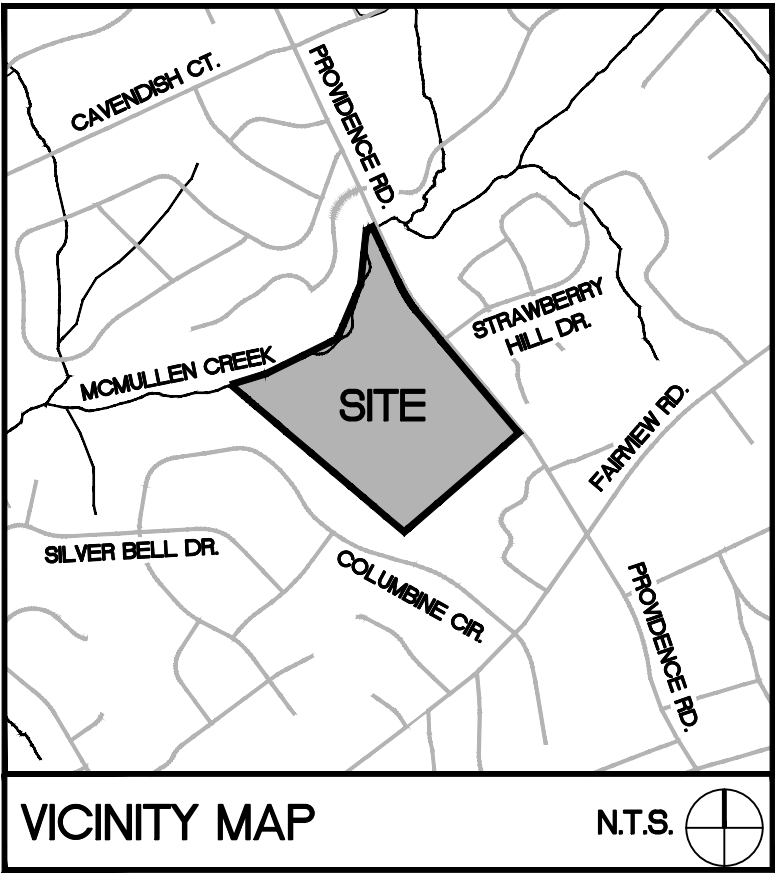 CAVENDISH CT.
PROVIDENCE RD.
STRAWBERRY
HILL DR.
MCMULLEN CREEK
SITE
FAIRVIEW RD.
SILVER BELL DR.
COLUMBINE CIR.
PROVIDENCE RD.
VICINITY MAP
N.T.S.